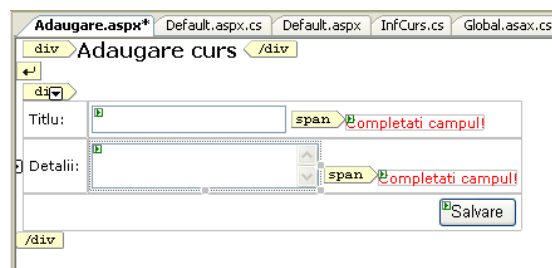 Adaugare.aspx* Default.aspx.cs Default.aspx InfCurs.cs Global.asax.cs
div Adaugare curs /div
div
Titlu: span Completati campul!
Detalii: span Completati campul!
Salvare
/div